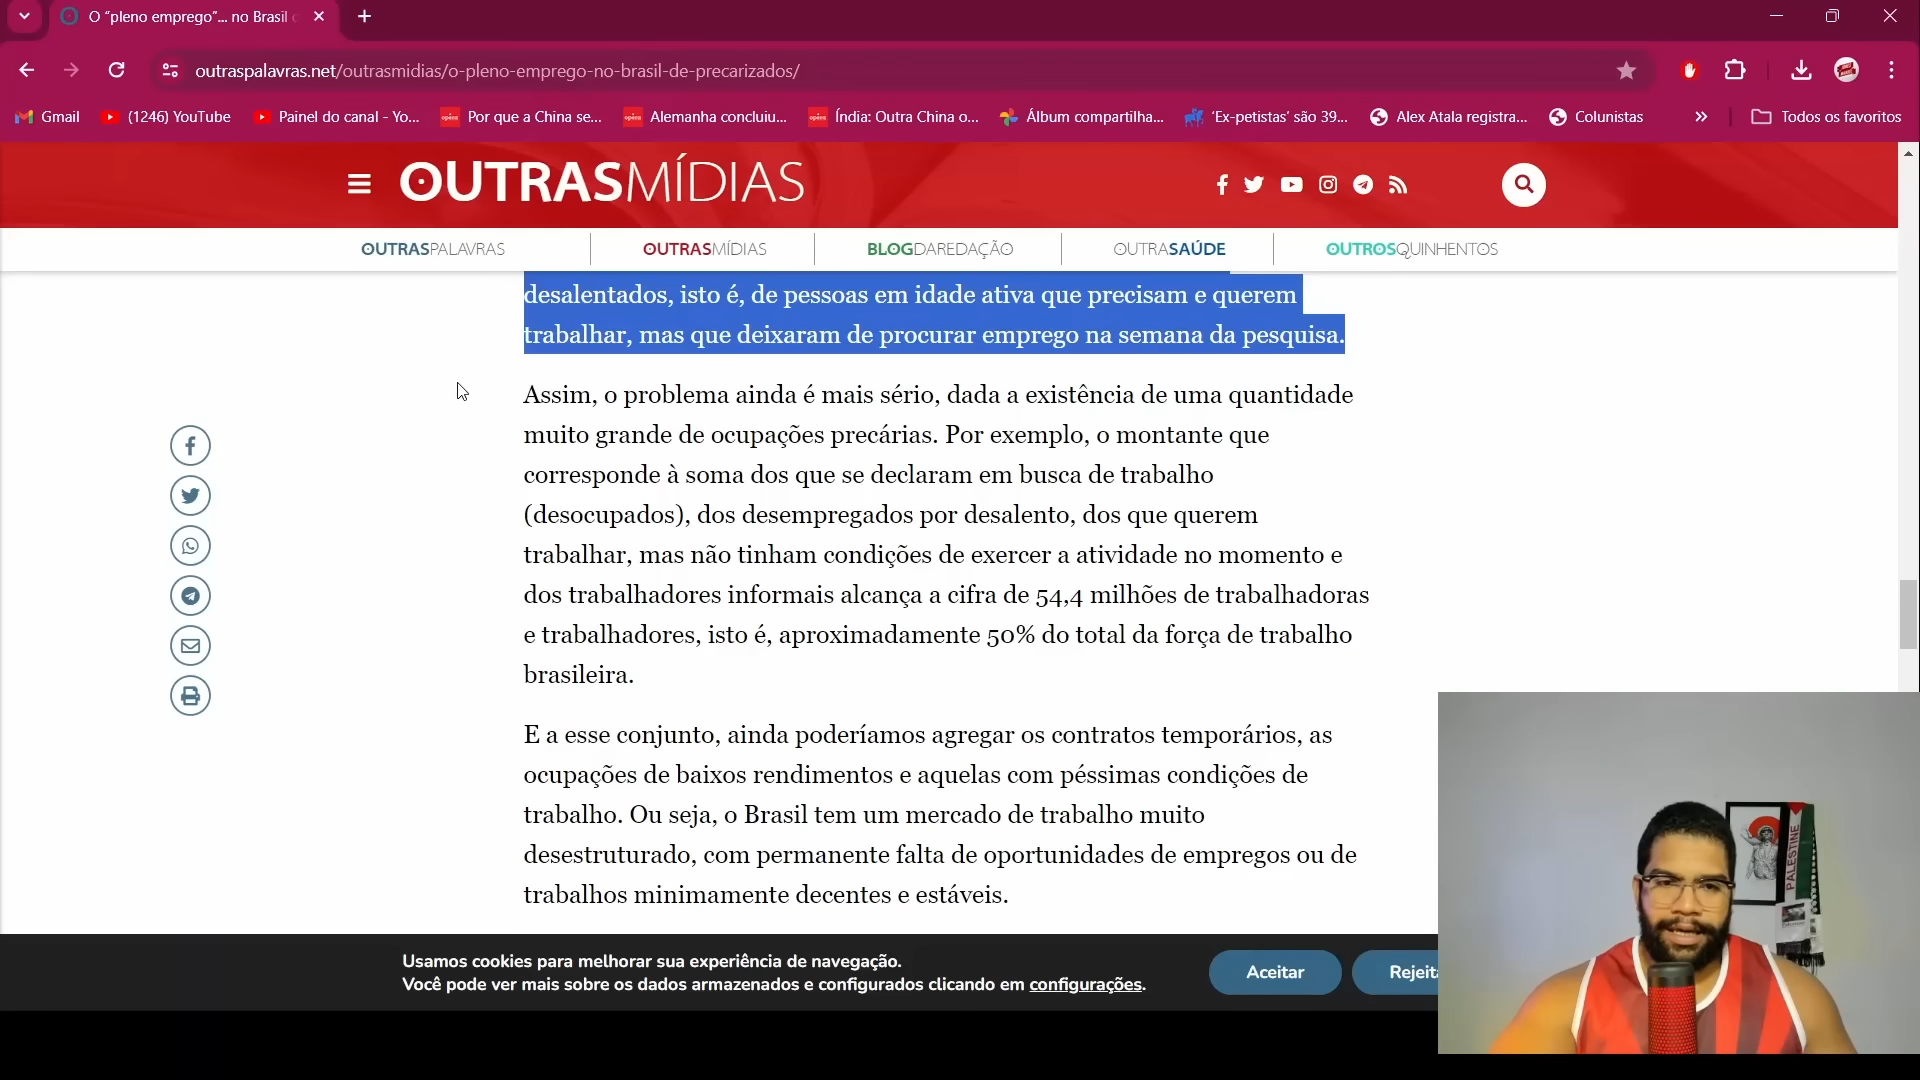 O “pleno emprego”... no Brasil
outraspalavras.net/outrasmidias/o-pleno-emprego-no-brasil-de-precarizados/
Gmail
(1246) YouTube
Painel do canal - Yo...
Por que a China se...
Alemanha concluiu...
Índia: Outra China o...
Álbum compartilha...
'Ex-petistas' são 39...
Alex Atala registra...
Colunistas
»
Todos os favoritos
OUTRASMÍDIAS
OUTRASPALAVRAS
OUTRASMÍDIAS
BLOGDAREDAÇÃO
OUTRASAÚDE
OUTROSQUINHENTOS
desalentados, isto é, de pessoas em idade ativa que precisam e querem
trabalhar, mas que deixaram de procurar emprego na semana da pesquisa.
Assim, o problema ainda é mais sério, dada a existência de uma quantidade
muito grande de ocupações precárias. Por exemplo, o montante que
corresponde à soma dos que se declaram em busca de trabalho
(desocupados), dos desempregados por desalento, dos que querem
trabalhar, mas não tinham condições de exercer a atividade no momento e
dos trabalhadores informais alcança a cifra de 54,4 milhões de trabalhadoras
e trabalhadores, isto é, aproximadamente 50% do total da força de trabalho
brasileira.
E a esse conjunto, ainda poderíamos agregar os contratos temporários, as
ocupações de baixos rendimentos e aquelas com péssimas condições de
trabalho. Ou seja, o Brasil tem um mercado de trabalho muito
desestruturado, com permanente falta de oportunidades de empregos ou de
trabalhos minimamente decentes e estáveis.
PALESTINE
Usamos cookies para melhorar sua experiência de navegação.
Você pode ver mais sobre os dados armazenados e configurados clicando em configurações.
Aceitar
Rejeita